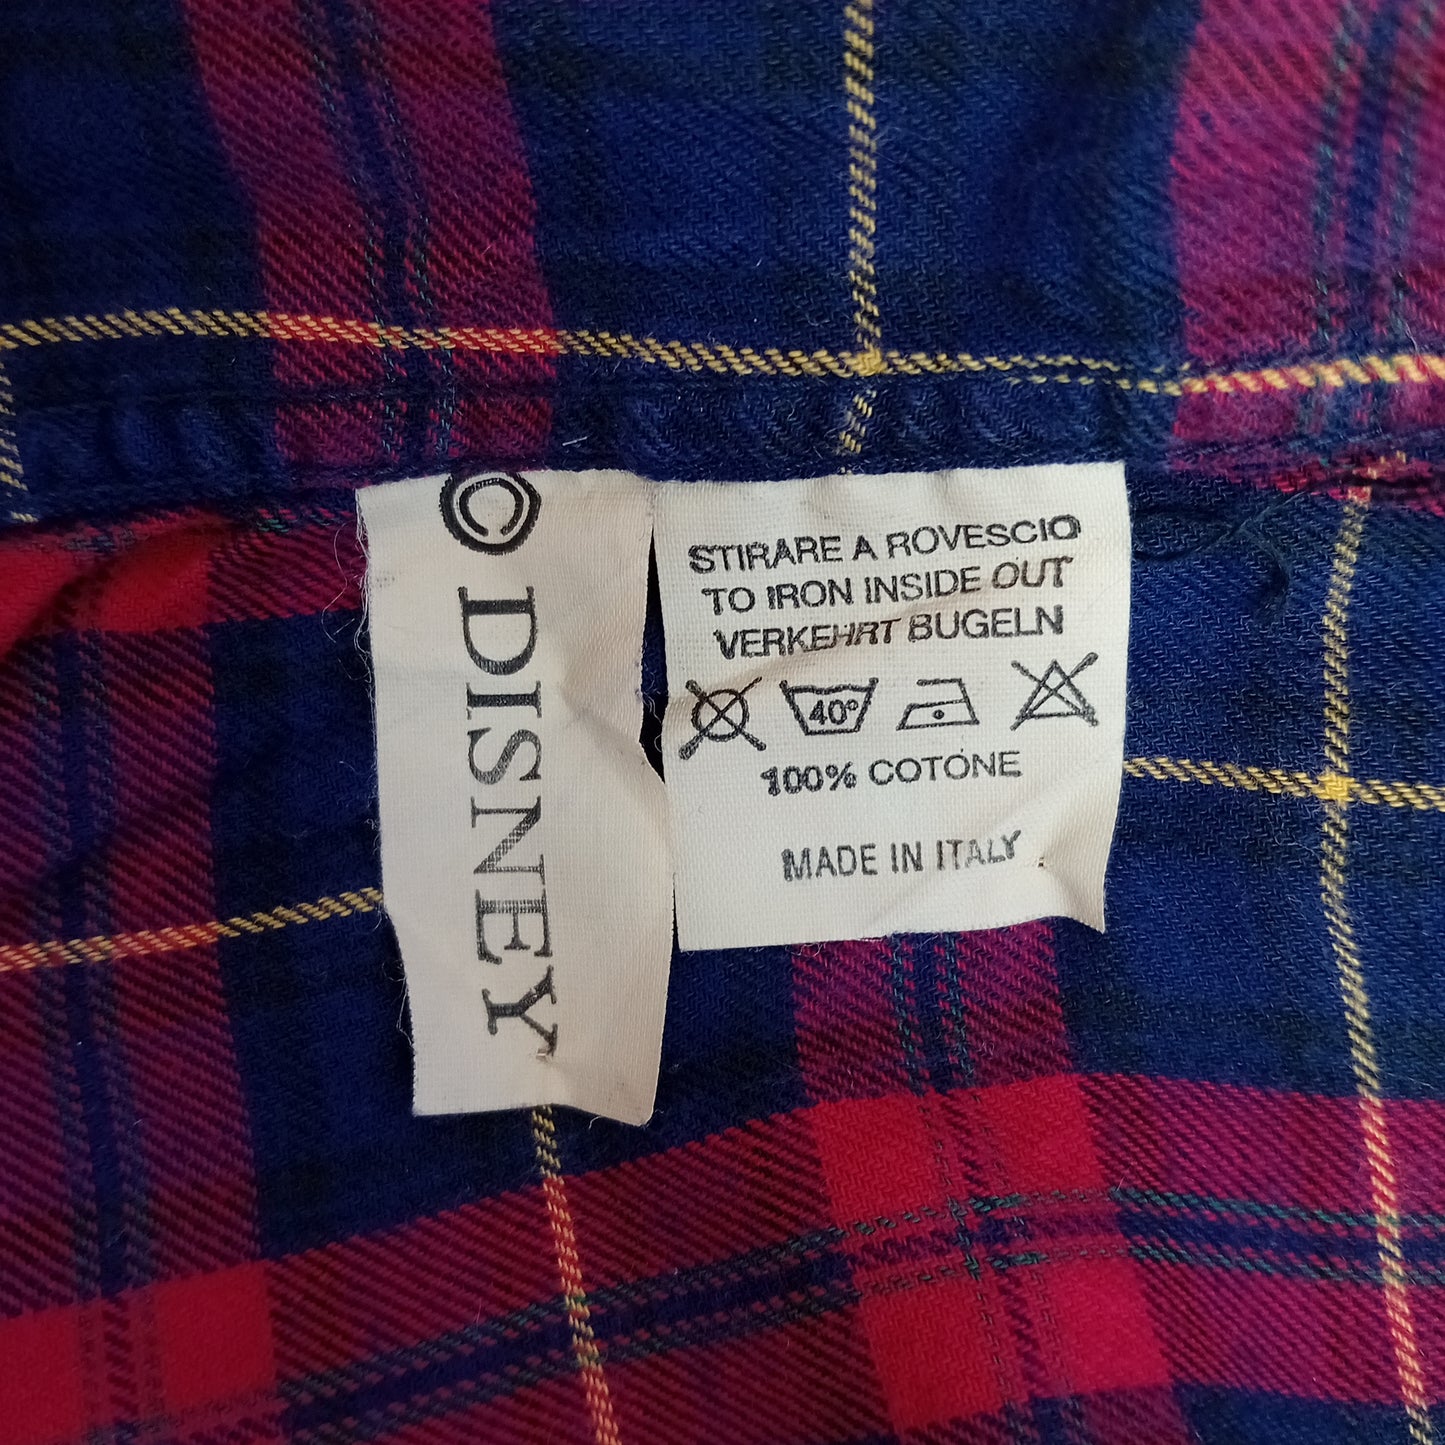 © DISNEY
STIRARE A ROVESCIO
TO IRON INSIDE OUT
VERKEHRT BUGELN
40°
100% COTONE
MADE IN ITALY